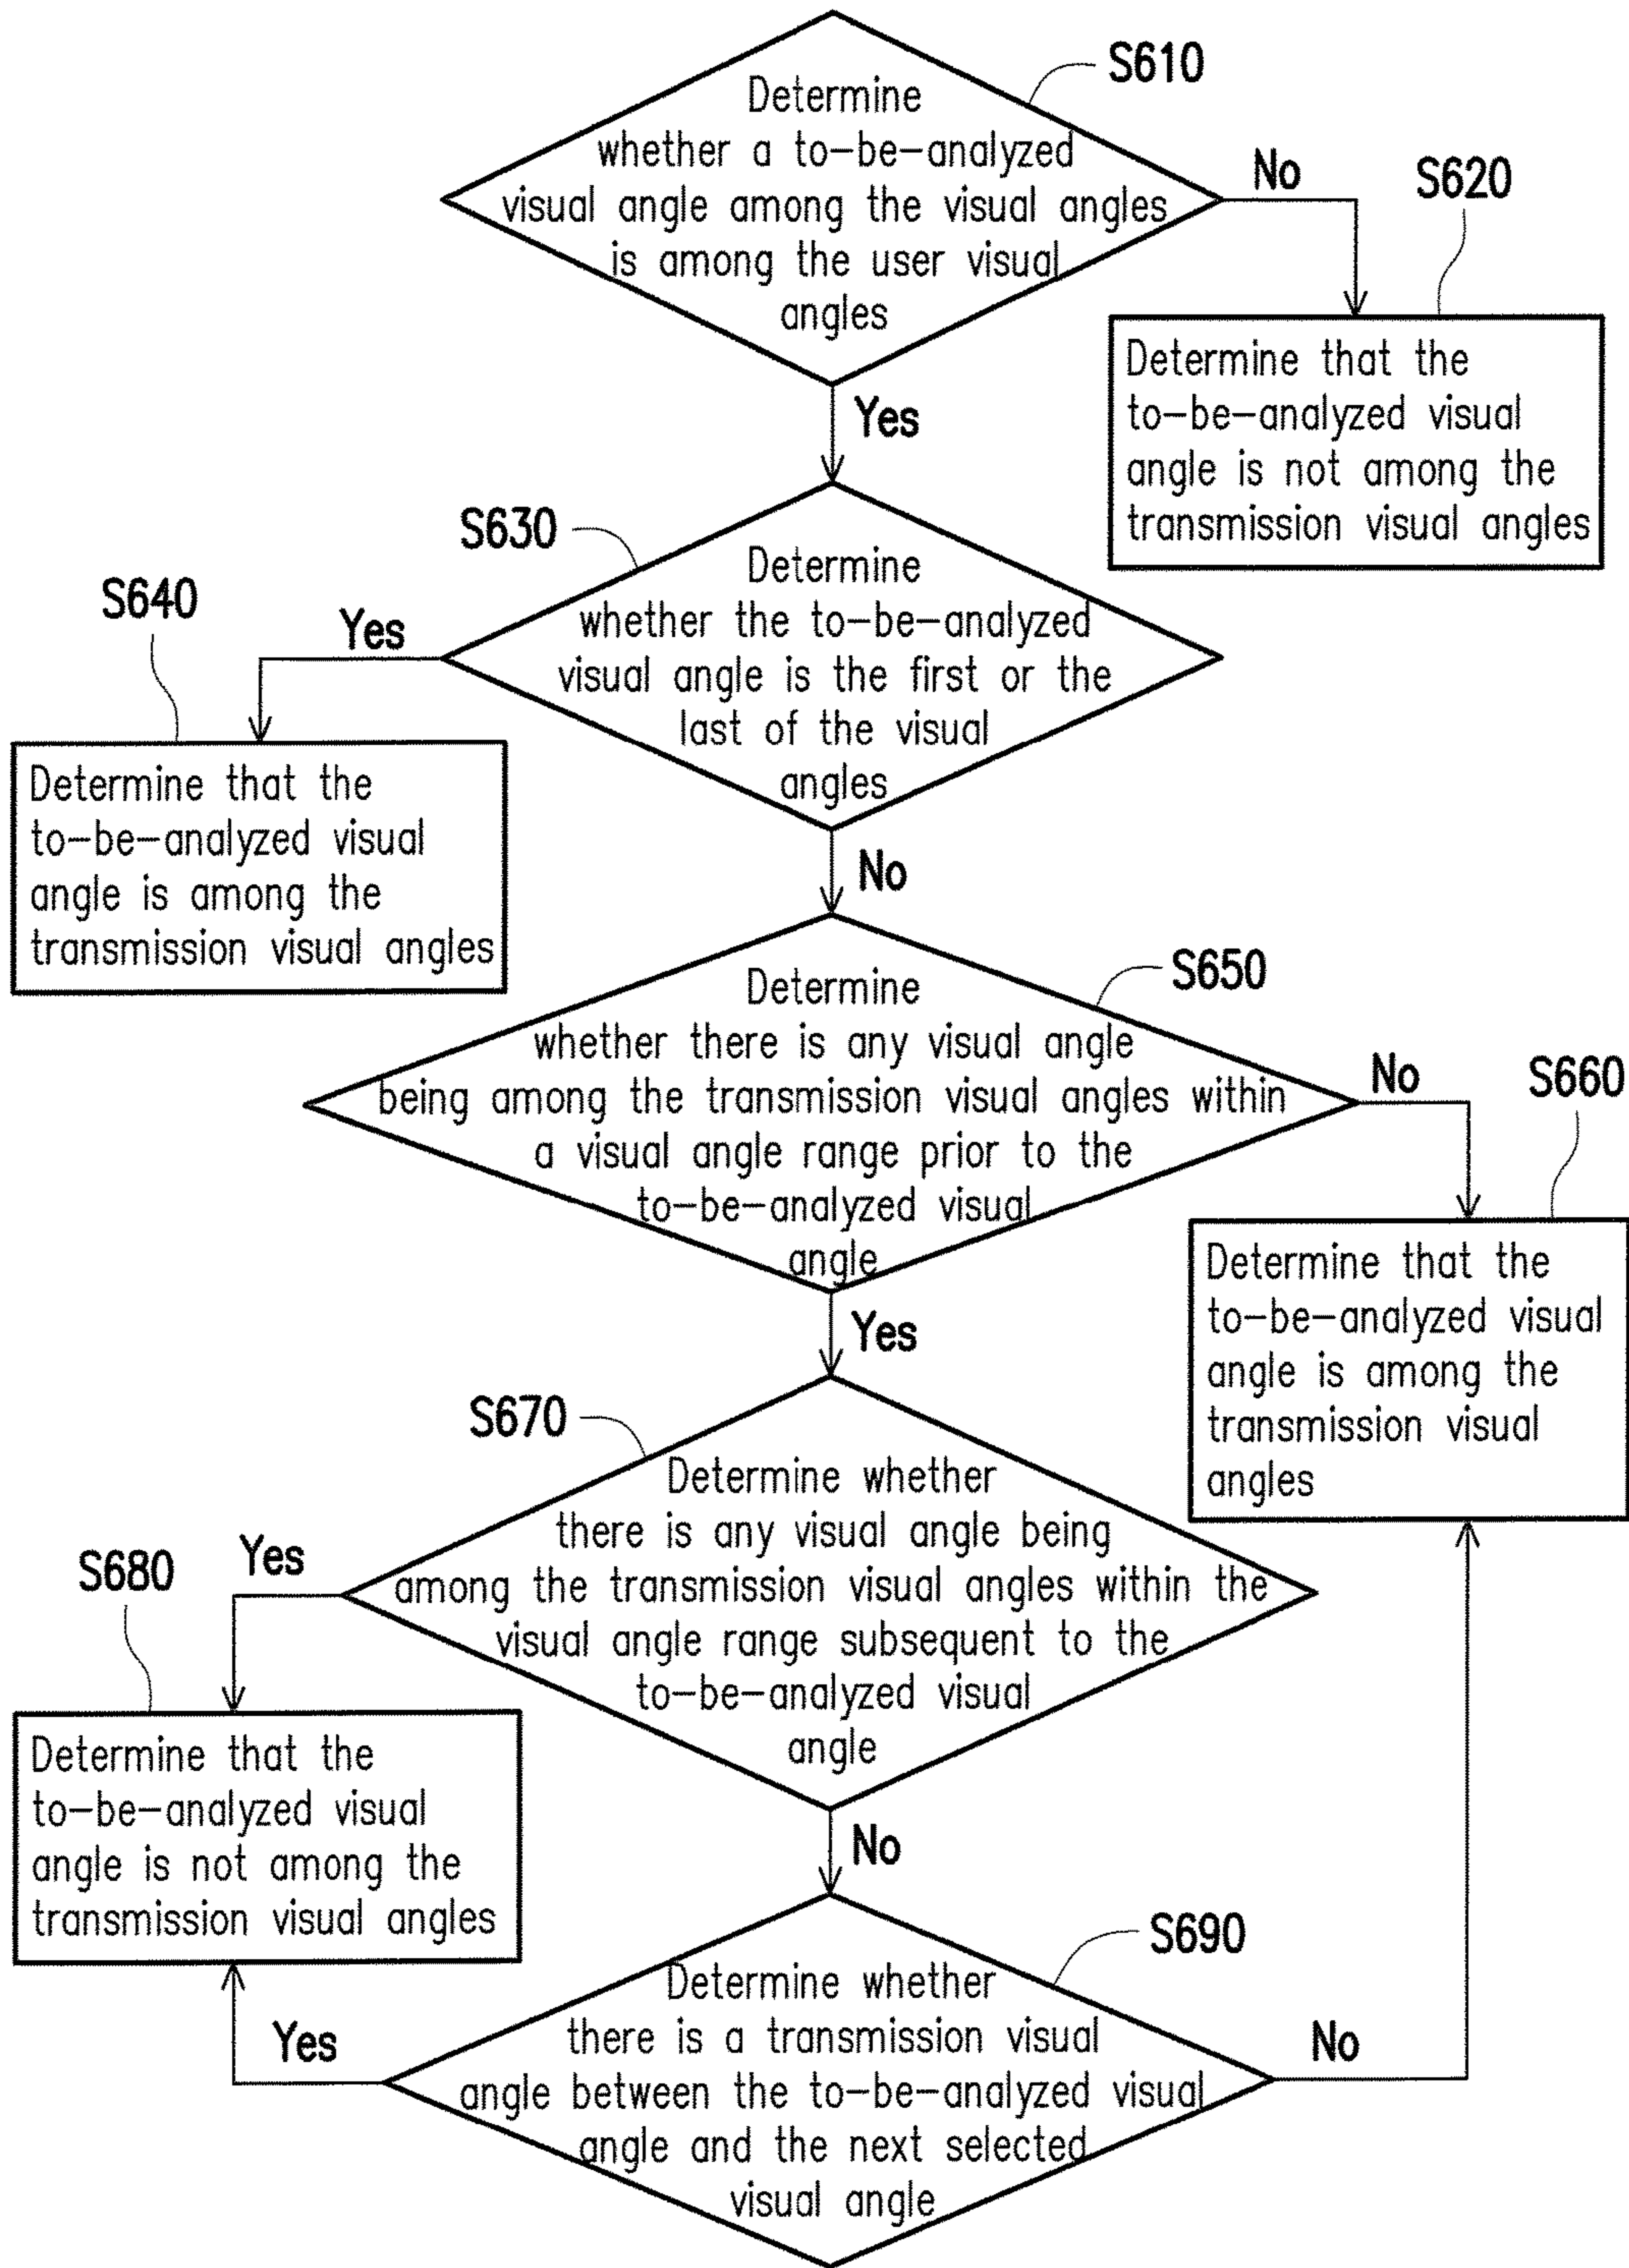 S610
Determine
whether a to-be-analyzed
visual angle among the visual angles
is among the user visual
angles
No
S620
Determine that the
to-be-analyzed visual
angle is not among the
transmission visual angles
Yes
S630
Determine
whether the to-be-analyzed
visual angle is the first or the
last of the visual
angles
Yes
S640
Determine that the
to-be-analyzed visual
angle is among the
transmission visual angles
No
S650
Determine
whether there is any visual angle
being among the transmission visual angles within
a visual angle range prior to the
to-be-analyzed visual
angle
No
S660
Determine that the
to-be-analyzed visual
angle is among the
transmission visual
angles
Yes
S670
Determine whether
there is any visual angle being
among the transmission visual angles within the
visual angle range subsequent to the
to-be-analyzed visual
angle
Yes
S680
Determine that the
to-be-analyzed visual
angle is not among the
transmission visual angles
No
S690
Determine whether
there is a transmission visual
angle between the to-be-analyzed visual
angle and the next selected
visual angle
Yes
No